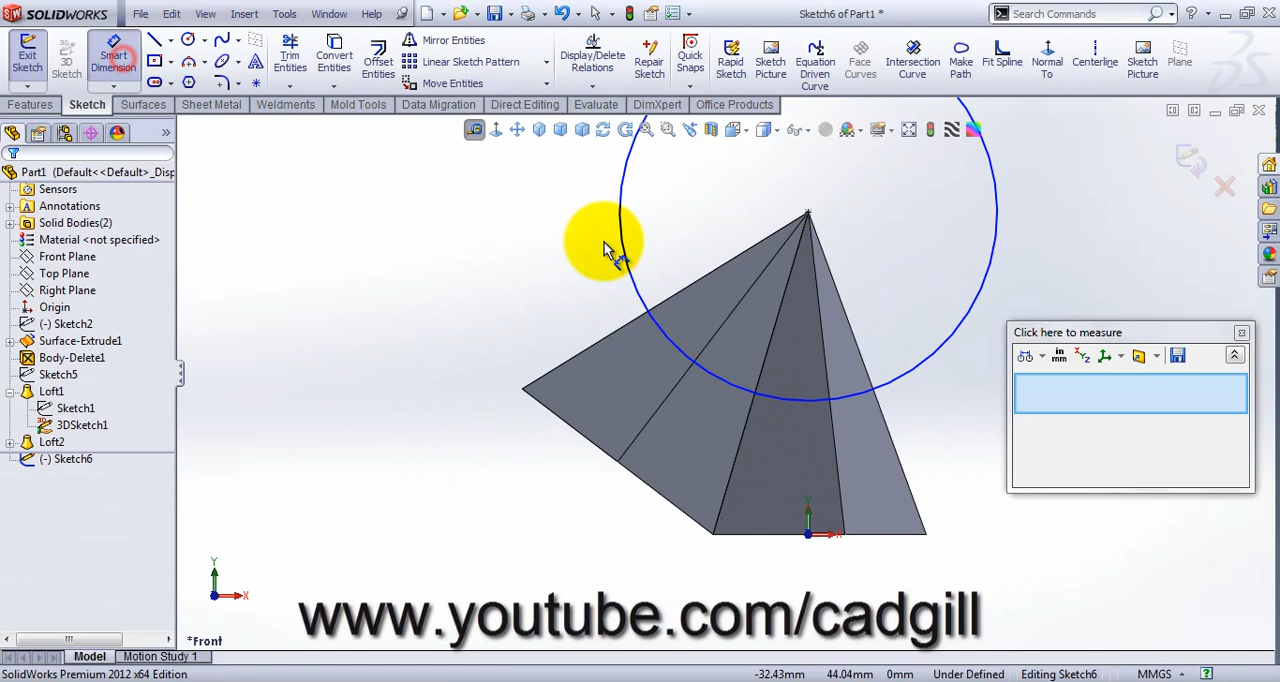 SOLIDWORKS File Edit View Insert Tools Window Help Sketch6 of Part1 * Search Commands
Exit Sketch 3D Sketch Smart Dimension Trim Entities Convert Entities Offset Entities Mirror Entities Linear Sketch Pattern Move Entities Display/Delete Relations Repair Sketch Quick Snaps Rapid Sketch Sketch Picture Equation Driven Curve Face Curves Intersection Curve Make Path Fit Spline Normal To Centerline Sketch Picture Plane
Features Sketch Surfaces Sheet Metal Weldments Mold Tools Data Migration Direct Editing Evaluate DimXpert Office Products
Part1 (Default<<Default>_Disp
Sensors
Annotations
Solid Bodies(2)
Material <not specified>
Front Plane
Top Plane
Right Plane
Origin
(-) Sketch2
Surface-Extrude1
Body-Delete1
Sketch5
Loft1
Sketch1
3DSketch1
Loft2
(-) Sketch6
Click here to measure
in mm
XYZ
Y
X
Y
X
www.youtube.com/cadgill
*Front
Model Motion Study 1
SolidWorks Premium 2012 x64 Edition -32.43mm 44.04mm 0mm Under Defined Editing Sketch6 MMGS